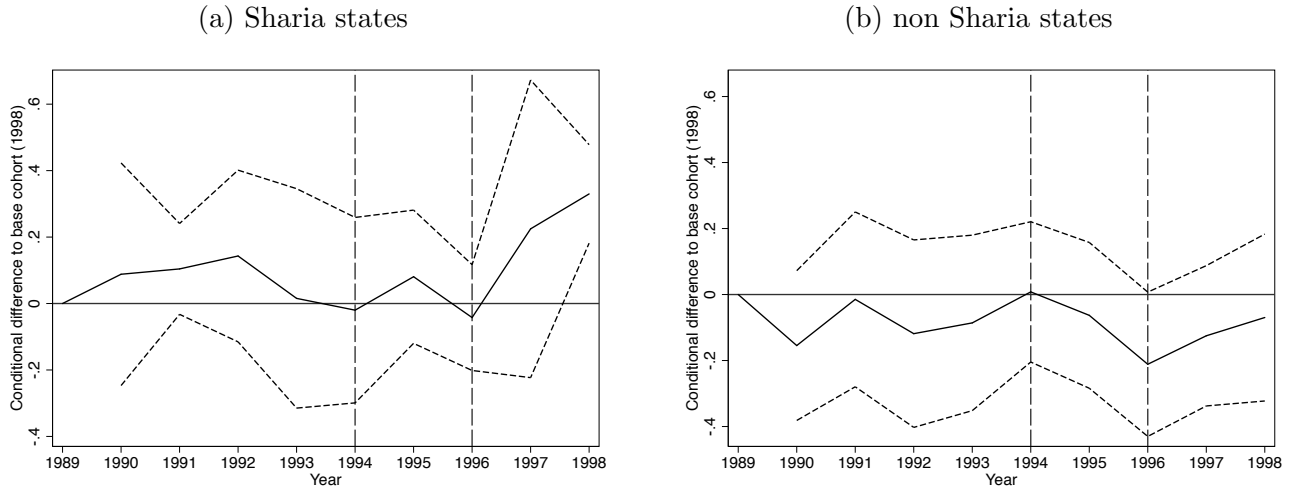 (a) Sharia states
Conditional difference to base cohort (1998)
.6
.4
.2
0
-.2
-.4
1989 1990 1991 1992 1993 1994 1995 1996 1997 1998
Year
(b) non Sharia states
Conditional difference to base cohort (1998)
.6
.4
.2
0
-.2
-.4
1989 1990 1991 1992 1993 1994 1995 1996 1997 1998
Year